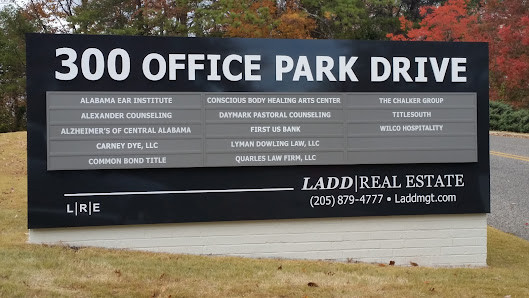 300 OFFICE PARK DRIVE
ALABAMA EAR INSTITUTE
ALEXANDER COUNSELING
ALZHEIMER'S OF CENTRAL ALABAMA
CARNEY DYE, LLC
COMMON BOND TITLE
CONSCIOUS BODY HEALING ARTS CENTER
DAYMARK PASTORAL COUNSELING
FIRST US BANK
LYMAN DOWLING LAW, LLC
QUARLES LAW FIRM, LLC
THE CHALKER GROUP
TITLESOUTH
WILCO HOSPITALITY
L|R|E
LADD|REAL ESTATE
(205) 879-4777 • Laddmgt.com